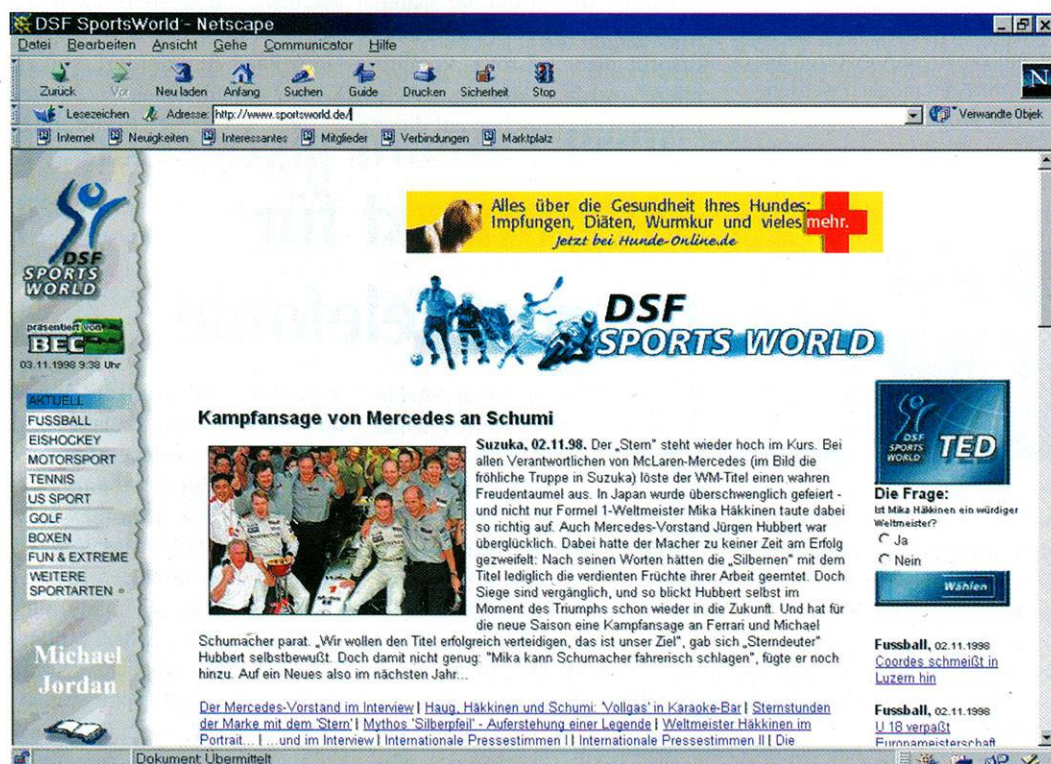 DSF SportsWorld - Netscape
Datei Bearbeiten Ansicht Gehe Communicator Hilfe
Zurück Vor Neu laden Anfang Suchen Guide Drucken Sicherheit Stop
N
Lesezeichen Adresse: http://www.sportsworld.de/ Verwandte Objek
Internet Neuigkeiten Interessantes Mitglieder Verbindungen Marktplatz
DSF
SPORTS
WORLD
präsentiert von
BEC
03.11.1998 9:38 Uhr
AKTUELL
FUSSBALL
EISHOCKEY
MOTORSPORT
TENNIS
US SPORT
GOLF
BOXEN
FUN & EXTREME
WEITERE
SPORTARTEN
Michael
Jordan
Alles über die Gesundheit Ihres Hundes:
Impfungen, Diäten, Wurmkur und vieles mehr.
Jetzt bei Hunde-Online.de
DSF
SPORTS WORLD
Kampfansage von Mercedes an Schumi
Suzuka, 02.11.98. Der „Stern" steht wieder hoch im Kurs. Bei
allen Verantwortlichen von McLaren-Mercedes (im Bild die
fröhliche Truppe in Suzuka) löste der WM-Titel einen wahren
Freudentaumel aus. In Japan wurde überschwenglich gefeiert -
und nicht nur Formel 1-Weltmeister Mika Häkkinen taute dabei
so richtig auf. Auch Mercedes-Vorstand Jürgen Hubbert war
überglücklich. Dabei hatte der Macher zu keiner Zeit am Erfolg
gezweifelt: Nach seinen Worten hätten die „Silbernen" mit dem
Titel lediglich die verdienten Früchte ihrer Arbeit geerntet. Doch
Siege sind vergänglich, und so blickt Hubbert selbst im
Moment des Triumphs schon wieder in die Zukunft. Und hat für
die neue Saison eine Kampfansage an Ferrari und Michael
Schumacher parat. „Wir wollen den Titel erfolgreich verteidigen, das ist unser Ziel", gab sich „Sterndeuter"
Hubbert selbstbewußt. Doch damit nicht genug: "Mika kann Schumacher fahrerisch schlagen", fügte er noch
hinzu. Auf ein Neues also im nächsten Jahr...
Der Mercedes-Vorstand im Interview | Haug, Häkkinen und Schumi: 'Vollgas' in Karaoke-Bar | Sternstunden
der Marke mit dem 'Stern' | Mythos 'Silberpfeil' - Auferstehung einer Legende | Weltmeister Häkkinen im
Portrait... | ...und im Interview | Internationale Pressestimmen I | Internationale Pressestimmen II | Die
DSF
SPORTS
WORLD
TED
Die Frage:
Ist Mika Häkkinen ein würdiger
Weltmeister?
Ja
Nein
Wählen
Fussball, 02.11.1998
Coordes schmeißt in
Luzern hin
Fussball, 02.11.1998
U 18 verpaßt
Europameisterschaft
Dokument: Übermittelt